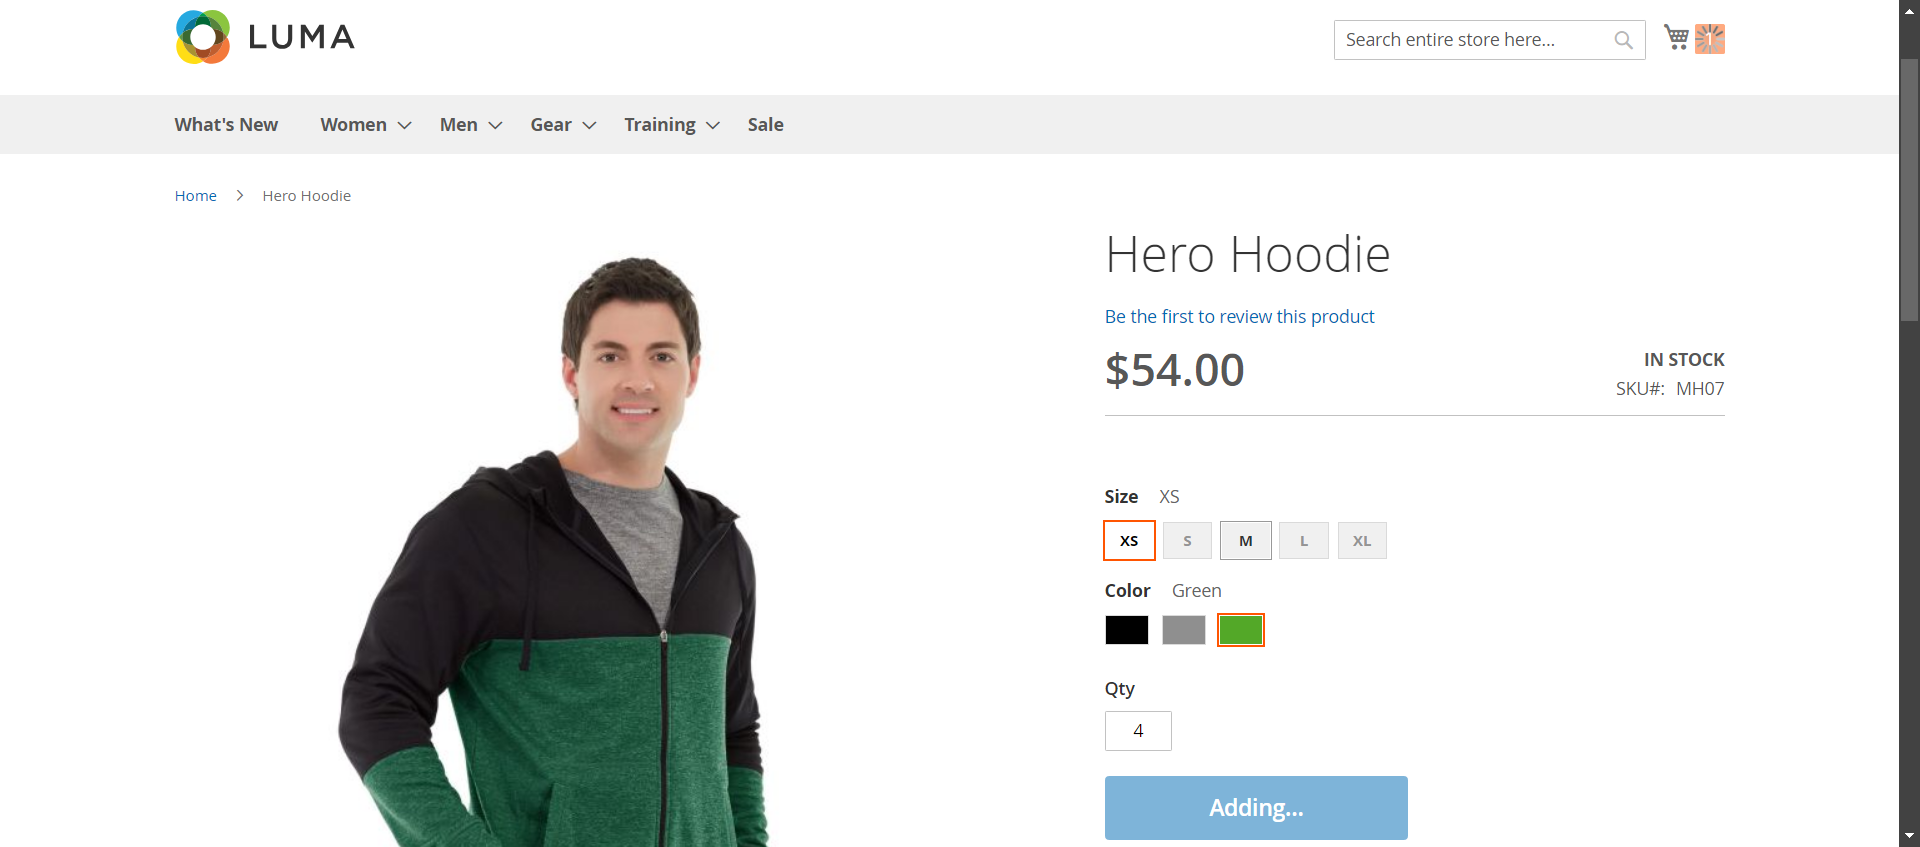 LUMA
Search entire store here...
What's New Women Men Gear Training Sale
Home Hero Hoodie
Hero Hoodie
Be the first to review this product
$54.00
IN STOCK
SKU#: MH07
Size XS
XS S M L XL
Color Green
Qty
4
Adding...